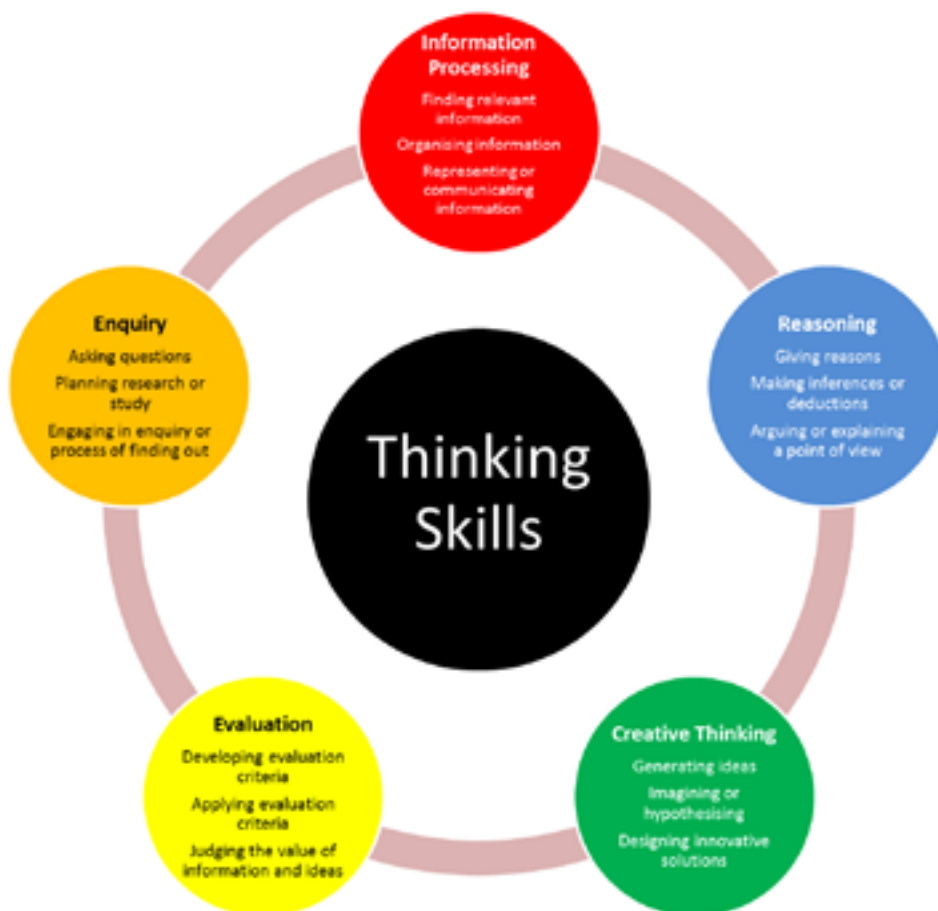 Information
Processing
Finding relevant
information
Organising information
Representing or
communicating
information
Reasoning
Giving reasons
Making inferences or
deductions
Arguing or explaining
a point of view
Creative Thinking
Generating ideas
Imagining or
hypothesising
Designing innovative
solutions
Evaluation
Developing evaluation
criteria
Applying evaluation
criteria
Judging the value of
information and ideas
Enquiry
Asking questions
Planning research or
study
Engaging in enquiry or
process of finding out
Thinking
Skills